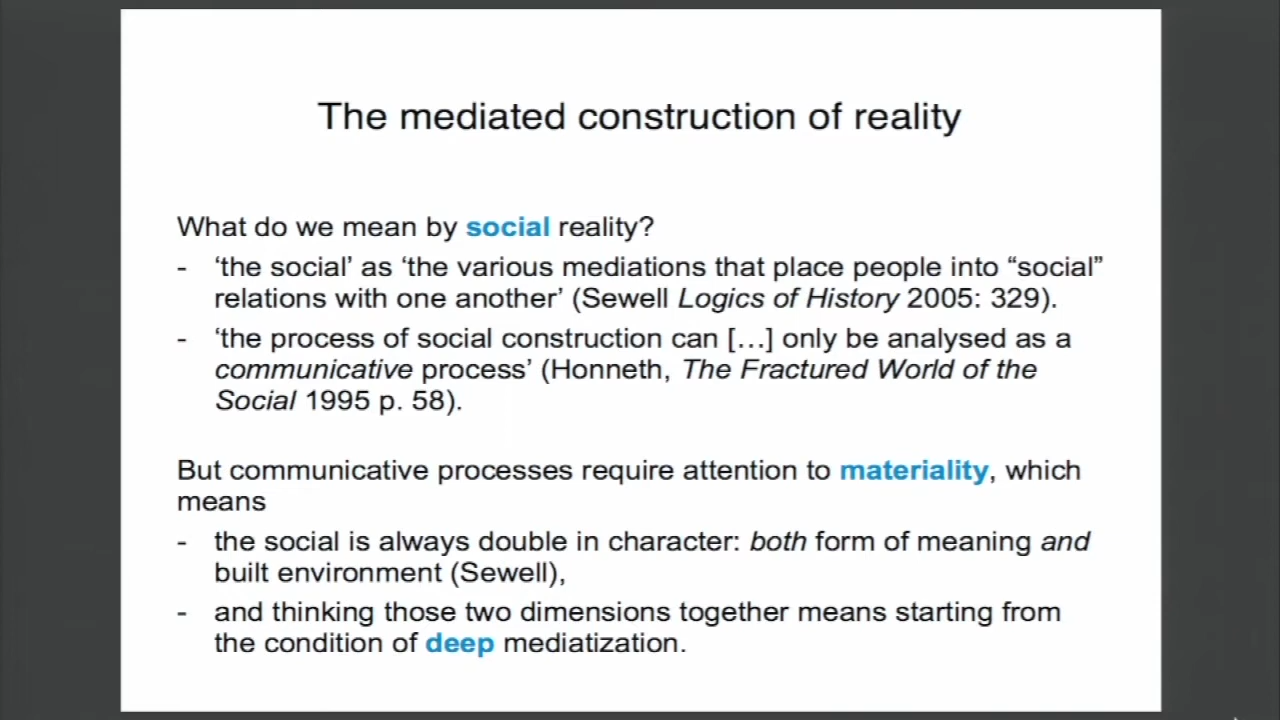 The mediated construction of reality
What do we mean by social reality?
- ‘the social’ as ‘the various mediations that place people into “social”
relations with one another’ (Sewell Logics of History 2005: 329).
- ‘the process of social construction can […] only be analysed as a
communicative process’ (Honneth, The Fractured World of the
Social 1995 p. 58).
But communicative processes require attention to materiality, which
means
- the social is always double in character: both form of meaning and
built environment (Sewell),
- and thinking those two dimensions together means starting from
the condition of deep mediatization.